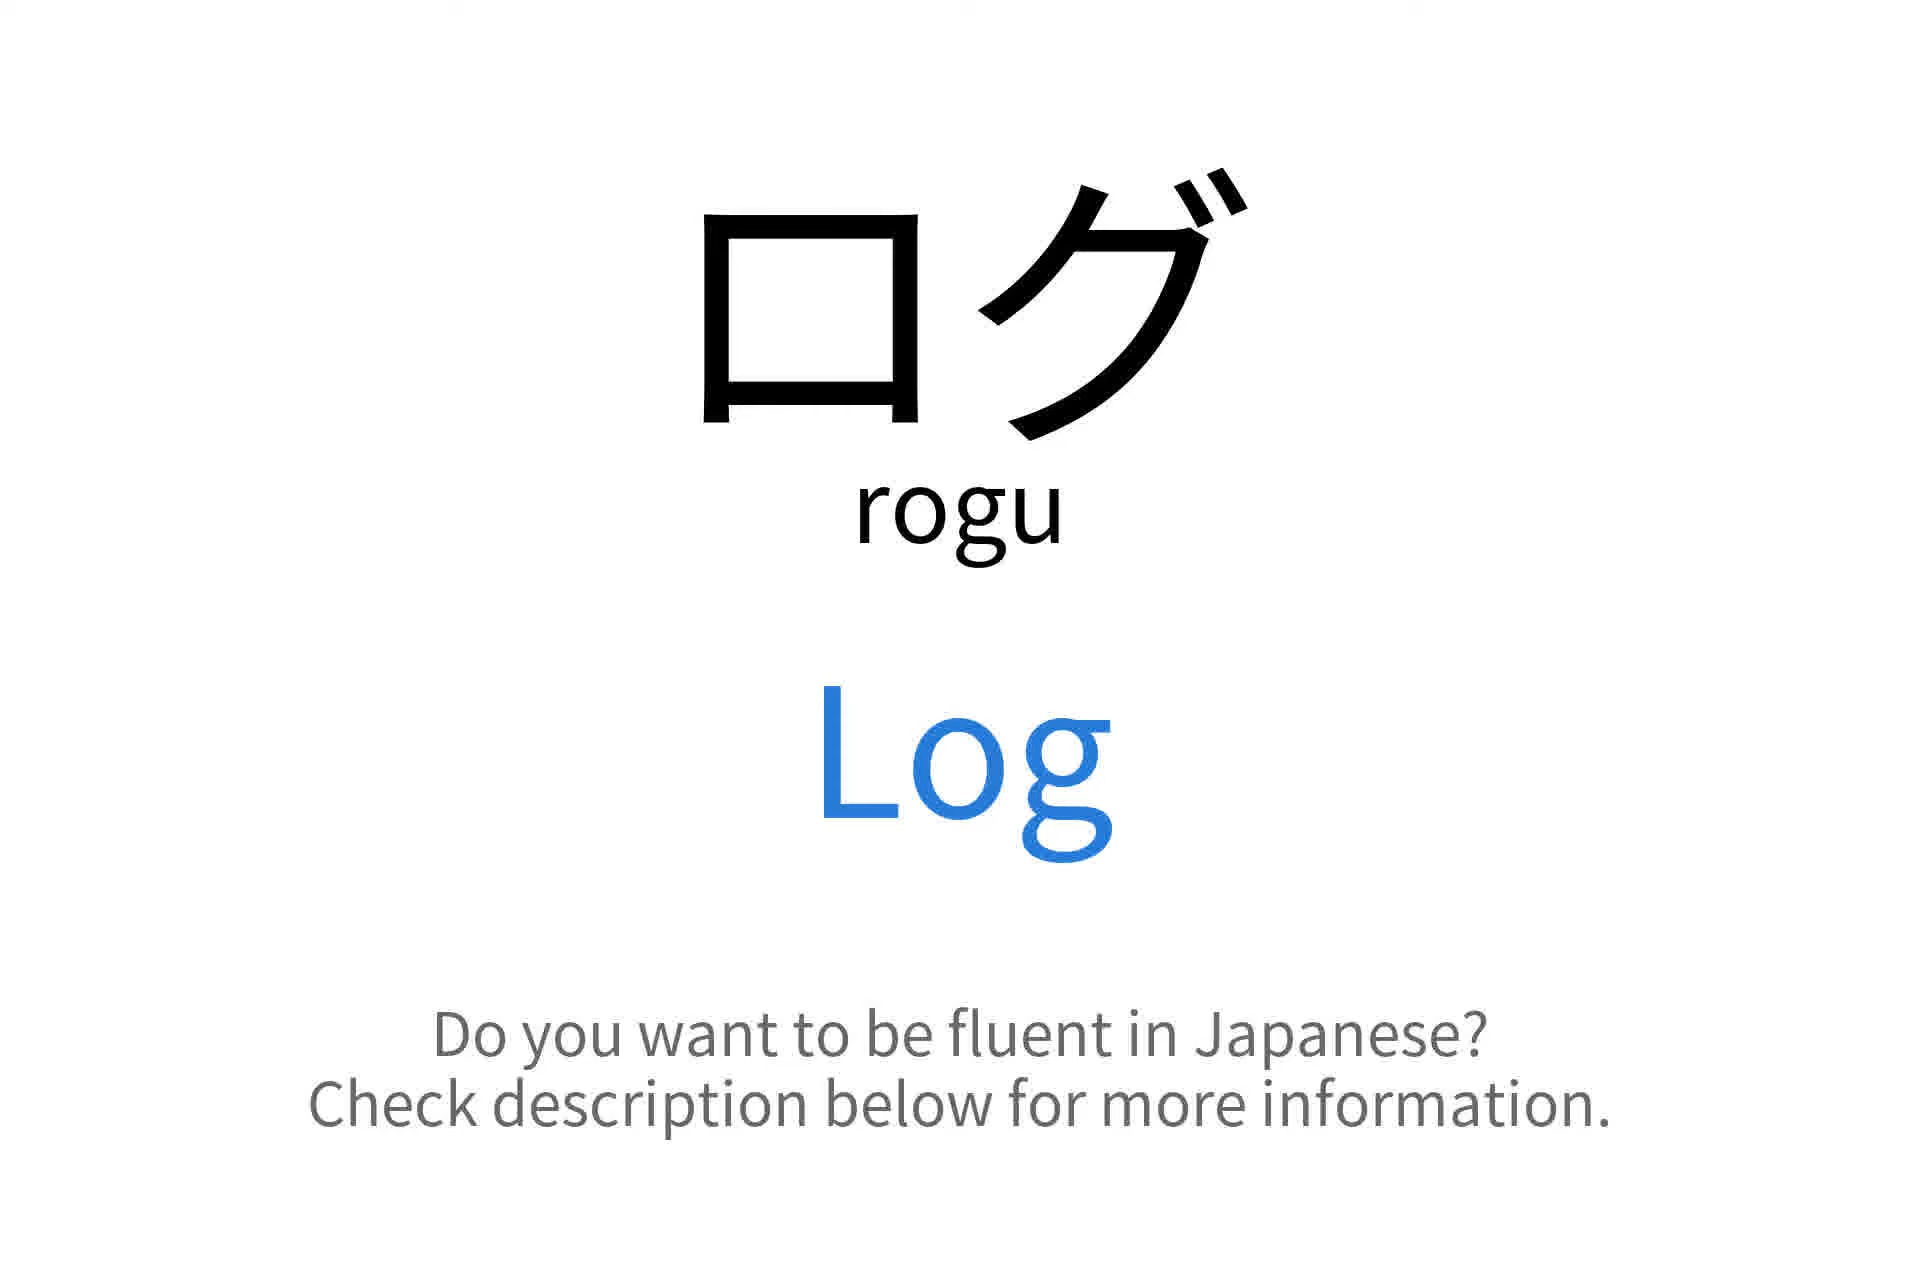 ログ
rogu
Log
Do you want to be fluent in Japanese?
Check description below for more information.